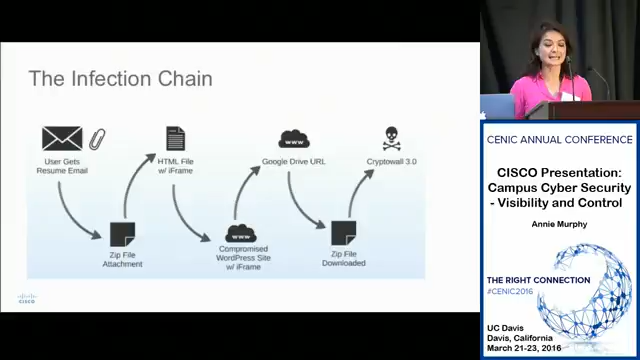 The Infection Chain
User Gets
Resume Email
HTML File
w/ iFrame
Google Drive URL
Cryptowall 3.0
www
www
Zip File
Attachment
Compromised
WordPress Site
w/ iFrame
Zip File
Downloaded
CISCO
CENIC ANNUAL CONFERENCE
CISCO Presentation:
Campus Cyber Security
- Visibility and Control
Annie Murphy
THE RIGHT CONNECTION
#CENIC2016
UC Davis
Davis, California
March 21-23, 2016